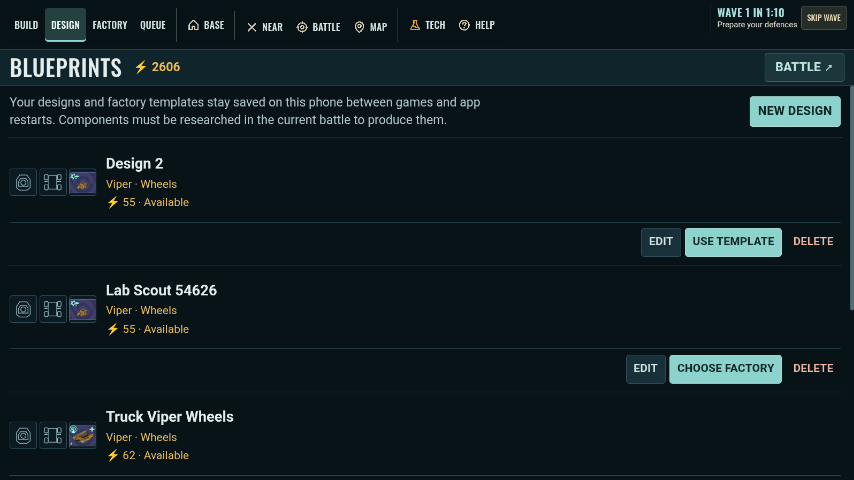 BUILD
DESIGN
FACTORY
QUEUE
BASE
NEAR
BATTLE
MAP
TECH
HELP
WAVE 1 IN 1:10
Prepare your defences
SKIP WAVE
BLUEPRINTS
⚡ 2606
BATTLE ↗
Your designs and factory templates stay saved on this phone between games and app
restarts. Components must be researched in the current battle to produce them.
NEW DESIGN
Design 2
Viper · Wheels
⚡ 55 · Available
EDIT
USE TEMPLATE
DELETE
Lab Scout 54626
Viper · Wheels
⚡ 55 · Available
EDIT
CHOOSE FACTORY
DELETE
Truck Viper Wheels
Viper · Wheels
⚡ 62 · Available